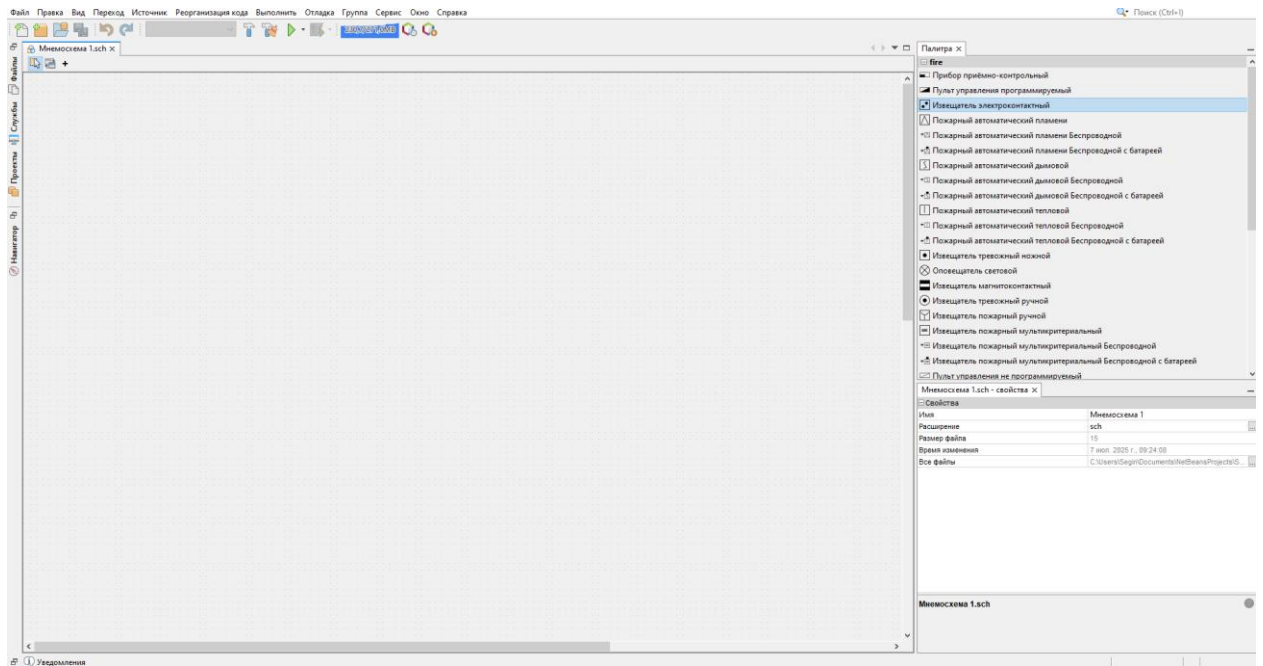 Файл Правка Вид Переход Источник Реорганизация кода Выполнить Отладка Группа Сервис Окно Справка
Поиск (Ctrl+I)
Мнемосхема 1.sch
Файлы
Службы
Проекты
Навигатор
Палитра
fire
Прибор приёмно-контрольный
Пульт управления программируемый
Извещатель электроконтактный
Пожарный автоматический пламени
Пожарный автоматический пламени Беспроводной
Пожарный автоматический пламени Беспроводной с батареей
Пожарный автоматический дымовой
Пожарный автоматический дымовой Беспроводной
Пожарный автоматический дымовой Беспроводной с батареей
Пожарный автоматический тепловой
Пожарный автоматический тепловой Беспроводной
Пожарный автоматический тепловой Беспроводной с батареей
Извещатель тревожный ножной
Оповещатель световой
Извещатель магнитоконтактный
Извещатель тревожный ручной
Извещатель пожарный ручной
Извещатель пожарный мультикритериальный
Извещатель пожарный мультикритериальный Беспроводной
Извещатель пожарный мультикритериальный Беспроводной с батареей
Пульт управления не программируемый
Мнемосхема 1.sch - свойства
Свойства
Имя Мнемосхема 1
Расширение sch
Размер файла 15
Время изменения 7 июл. 2025 г., 09:24:00
Все файлы C:\Users\Segin\Documents\NetBeansProjects\S...
Мнемосхема 1.sch
Уведомления